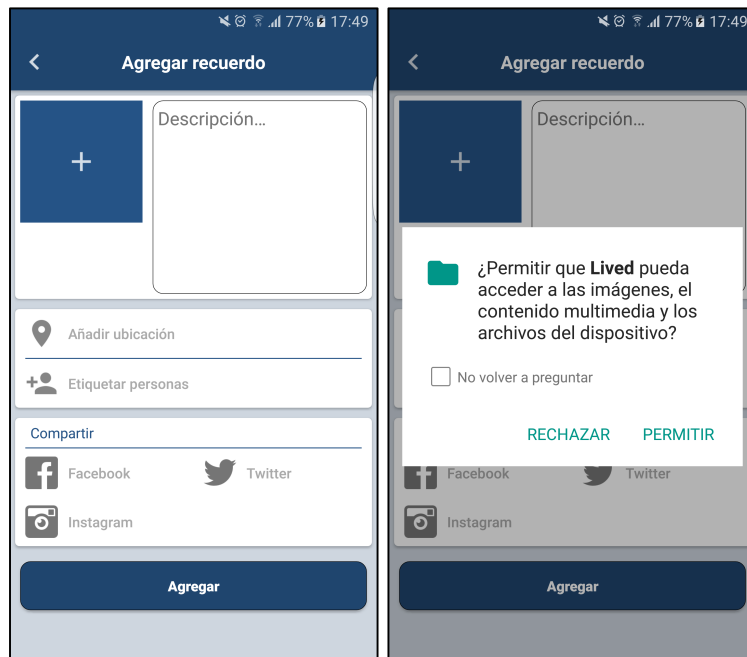 77% 17:49
Agregar recuerdo
+
Descripción...
Añadir ubicación
Etiquetar personas
Compartir
Facebook
Twitter
Instagram
Agregar
77% 17:49
Agregar recuerdo
+
Descripción...
¿Permitir que Lived pueda
acceder a las imágenes, el
contenido multimedia y los
archivos del dispositivo?
No volver a preguntar
RECHAZAR PERMITIR
Facebook
Twitter
Instagram
Agregar